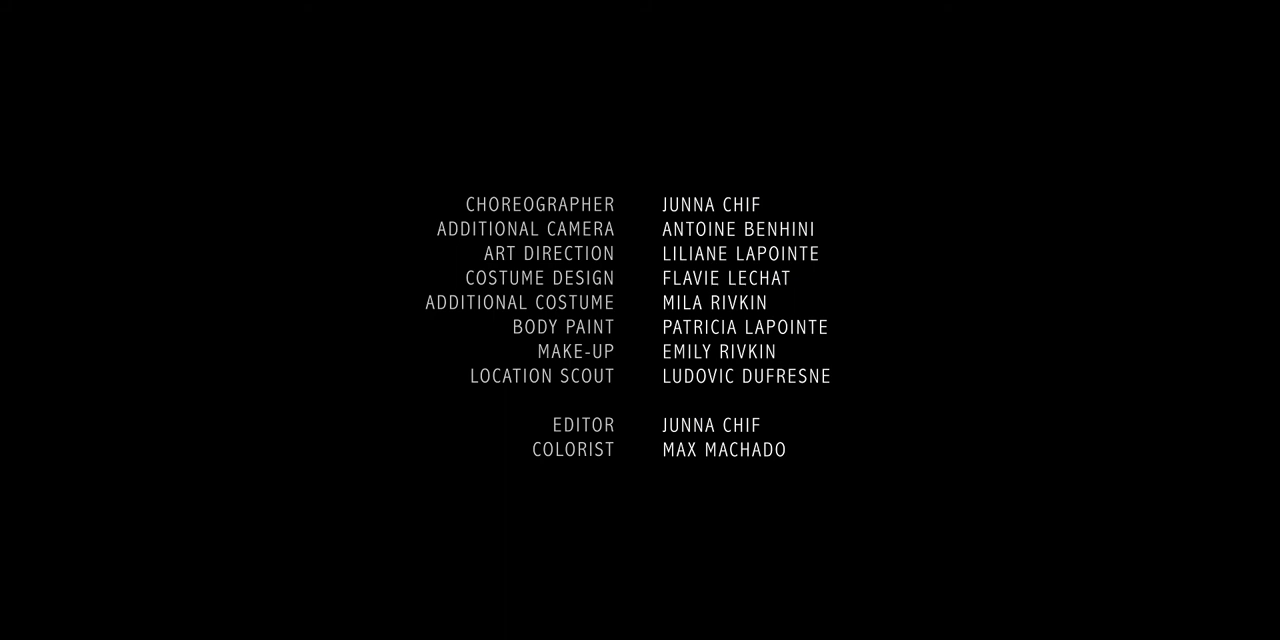 CHOREOGRAPHER JUNNA CHIF
ADDITIONAL CAMERA ANTOINE BENHINI
ART DIRECTION LILIANE LAPOINTE
COSTUME DESIGN FLAVIE LECHAT
ADDITIONAL COSTUME MILA RIVKIN
BODY PAINT PATRICIA LAPOINTE
MAKE-UP EMILY RIVKIN
LOCATION SCOUT LUDOVIC DUFRESNE
EDITOR JUNNA CHIF
COLORIST MAX MACHADO